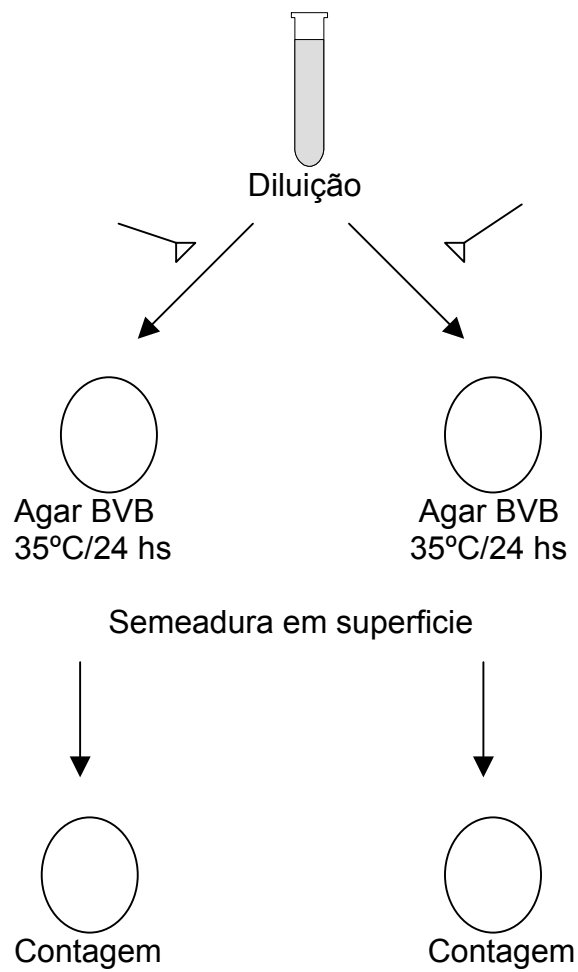 Diluição
Agar BVB
35ºC/24 hs
Agar BVB
35ºC/24 hs
Semeadura em superficie
Contagem
Contagem